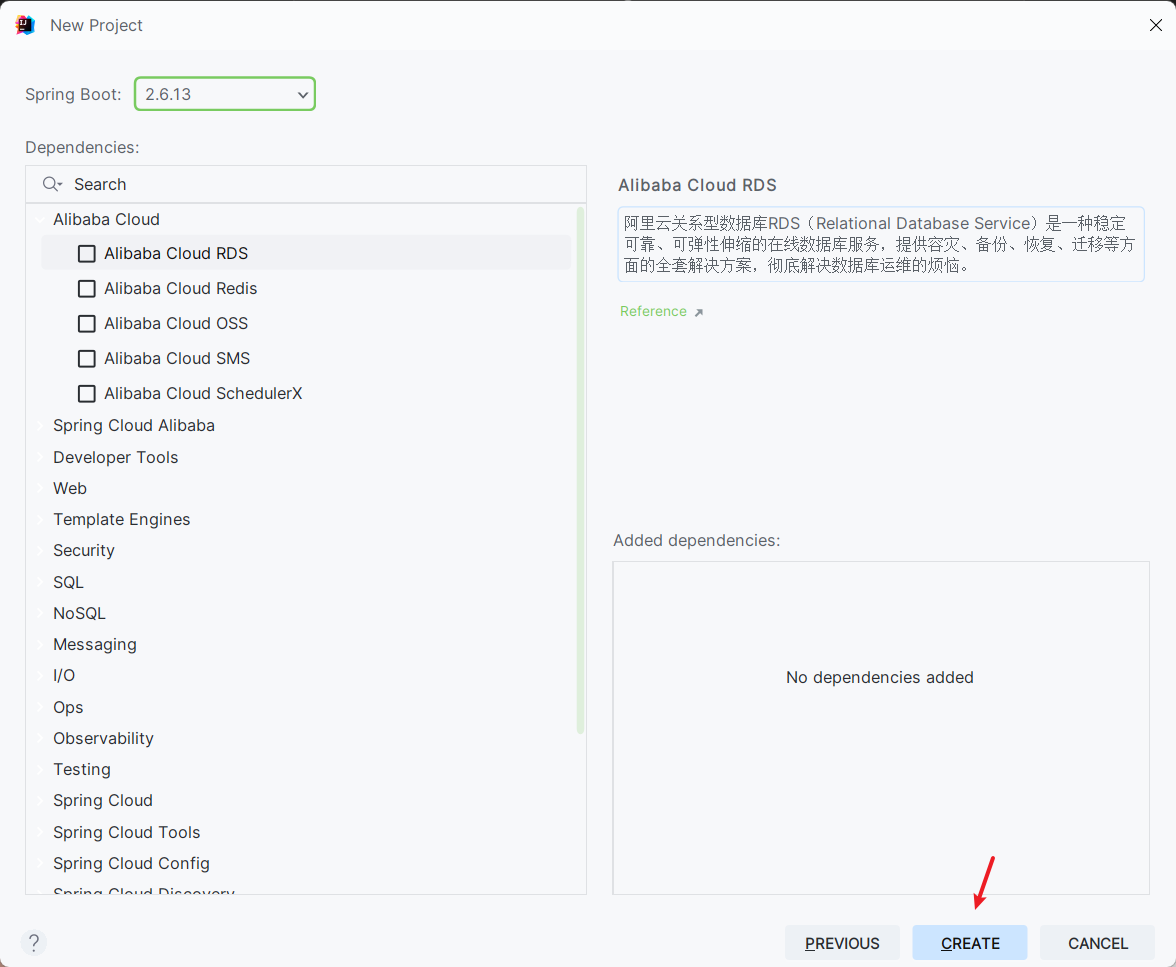 New Project
Spring Boot:
2.6.13
Dependencies:
Search
Alibaba Cloud
Alibaba Cloud RDS
Alibaba Cloud Redis
Alibaba Cloud OSS
Alibaba Cloud SMS
Alibaba Cloud SchedulerX
Spring Cloud Alibaba
Developer Tools
Web
Template Engines
Security
SQL
NoSQL
Messaging
I/O
Ops
Observability
Testing
Spring Cloud
Spring Cloud Tools
Spring Cloud Config
Spring Cloud Discovery
Alibaba Cloud RDS
阿里云关系型数据库RDS（Relational Database Service）是一种稳定
可靠、可弹性伸缩的在线数据库服务，提供容灾、备份、恢复、迁移等方
面的全套解决方案，彻底解决数据库运维的烦恼。
Reference
Added dependencies:
No dependencies added
?
PREVIOUS
CREATE
CANCEL